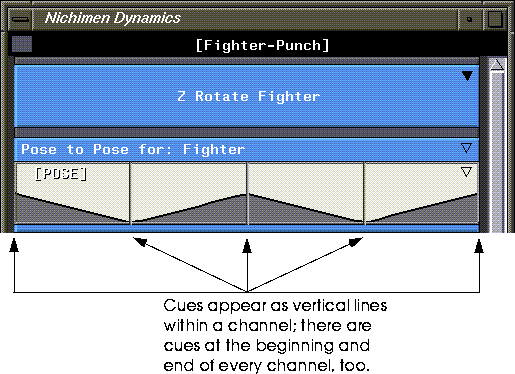 Nichimen Dynamics
[Fighter-Punch]
Z Rotate Fighter
Pose to Pose for: Fighter
[POSE]
Cues appear as vertical lines
within a channel; there are
cues at the beginning and
end of every channel, too.